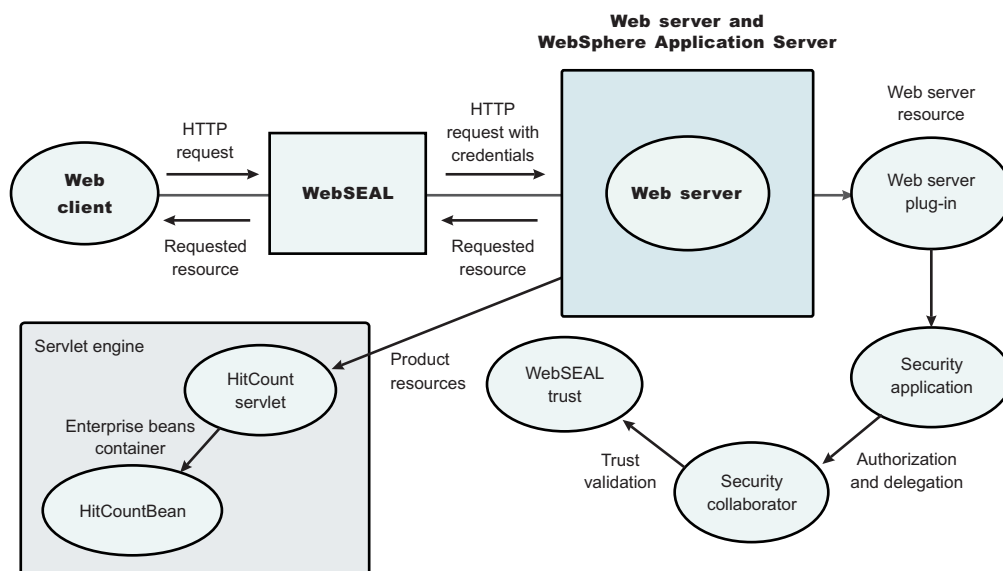 Web server and
WebSphere Application Server
Web server
resource
HTTP
request
HTTP
request with
credentials
Web
client
WebSEAL
Web server
Web server
plug-in
Requested
resource
Requested
resource
Servlet engine
HitCount
servlet
Product
resources
WebSEAL
trust
Security
application
Enterprise beans
container
HitCountBean
Trust
validation
Security
collaborator
Authorization
and delegation